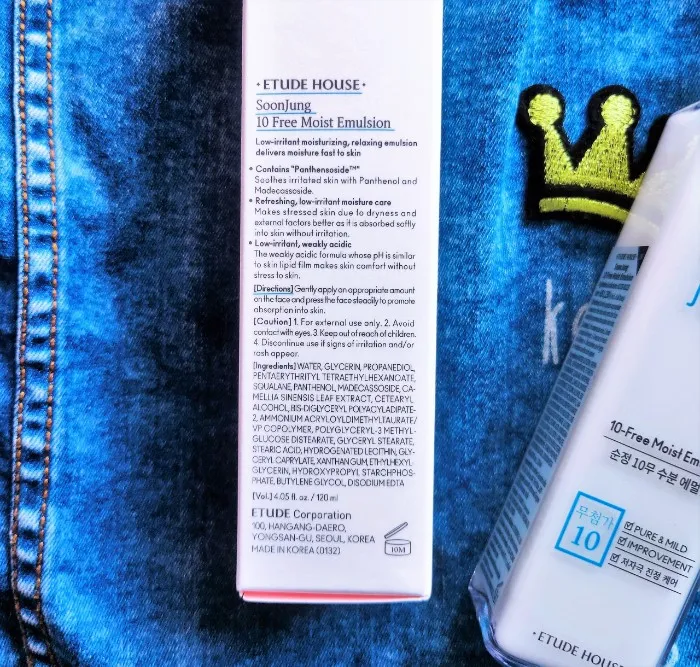 • ETUDE HOUSE •
SoonJung
10 Free Moist Emulsion
Low-irritant moisturizing, relaxing emulsion
delivers moisture fast to skin
• Contains "Panthensoside™"
Soothes irritated skin with Panthenol and
Madecassoside.
• Refreshing, low-irritant moisture care
Makes stressed skin due to dryness and
external factors better as it is absorbed softly
into skin without irritation.
• Low-irritant, weakly acidic
The weakly acidic formula whose pH is similar
to skin lipid film makes skin comfort without
stress to skin.
[Directions] Gently apply an appropriate amount
on the face and press the face steadily to promote
absorption into skin.
[Caution] 1. For external use only. 2. Avoid
contact with eyes. 3. Keep out of reach of children.
4. Discontinue use if signs of irritation and/or
rash appear.
[Ingredients] WATER, GLYCERIN, PROPANEDIOL,
PENTAERYTHRITYL TETRAETHYLHEXANOATE,
SQUALANE, PANTHENOL, MADECASSOSIDE, CA-
MELLIA SINENSIS LEAF EXTRACT, CETEARYL
ALCOHOL, BIS-DIGLYCERYL POLYACYLADIPATE-
2, AMMONIUM ACRYLOYLDIMETHYLTAURATE/
VP COPOLYMER, POLYGLYCERYL-3 METHYL-
GLUCOSE DISTEARATE, GLYCERYL STEARATE,
STEARIC ACID, HYDROGENATED LECITHIN, GLY-
CERYL CAPRYLATE, XANTHAN GUM, ETHYLHEXYL-
GLYCERIN, HYDROXYPROPYL STARCHPHOS-
PHATE, BUTYLENE GLYCOL, DISODIUM EDTA
[Vol.] 4.05 fl. oz. / 120 ml
ETUDE Corporation
100, HANGANG-DAERO,
YONGSAN-GU, SEOUL, KOREA
MADE IN KOREA (0132)
10M
10-Free Moist Em
손정 10무 수분 에멀
무첨가
10
PURE & MILD
IMPROVEMENT
저자극 진정 케어
• ETUDE HOUS